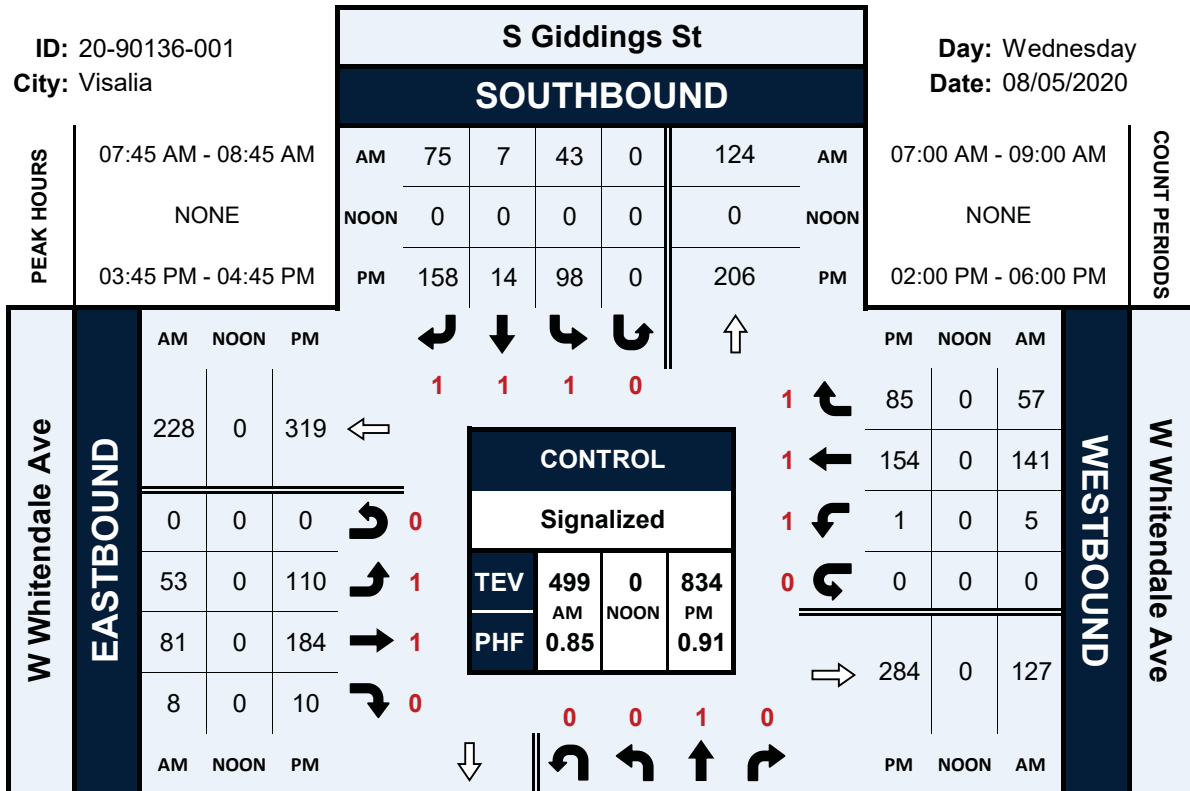 ID: 20-90136-001
City: Visalia
S Giddings St
SOUTHBOUND
Day: Wednesday
Date: 08/05/2020
PEAK HOURS
07:45 AM - 08:45 AM
NONE
03:45 PM - 04:45 PM
AM 75 7 43 0 124 AM
NOON 0 0 0 0 0 NOON
PM 158 14 98 0 206 PM
07:00 AM - 09:00 AM
NONE
02:00 PM - 06:00 PM
COUNT PERIODS
1 1 1 0
W Whitendale Ave
EASTBOUND
AM NOON PM
228 0 319
0 0 0 0
53 0 110 1
81 0 184 1
8 0 10 0
AM NOON PM
CONTROL
Signalized
TEV 499 0 834
AM NOON PM
PHF 0.85 0.91
PM NOON AM
1 85 0 57
1 154 0 141
1 1 0 5
0 0 0 0
284 0 127
PM NOON AM
WESTBOUND
W Whitendale Ave
0 0 1 0